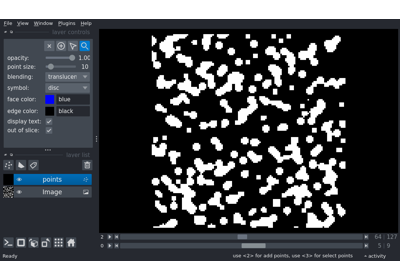 File View Window Plugins Help
layer controls
opacity: 1.00
point size: 10
blending: translucen
symbol: disc
face color: blue
edge color: black
display text:
out of slice:
layer list
points
Image
2 64 127
0 5 9
Ready
use <2> for add points, use <3> for select points
activity